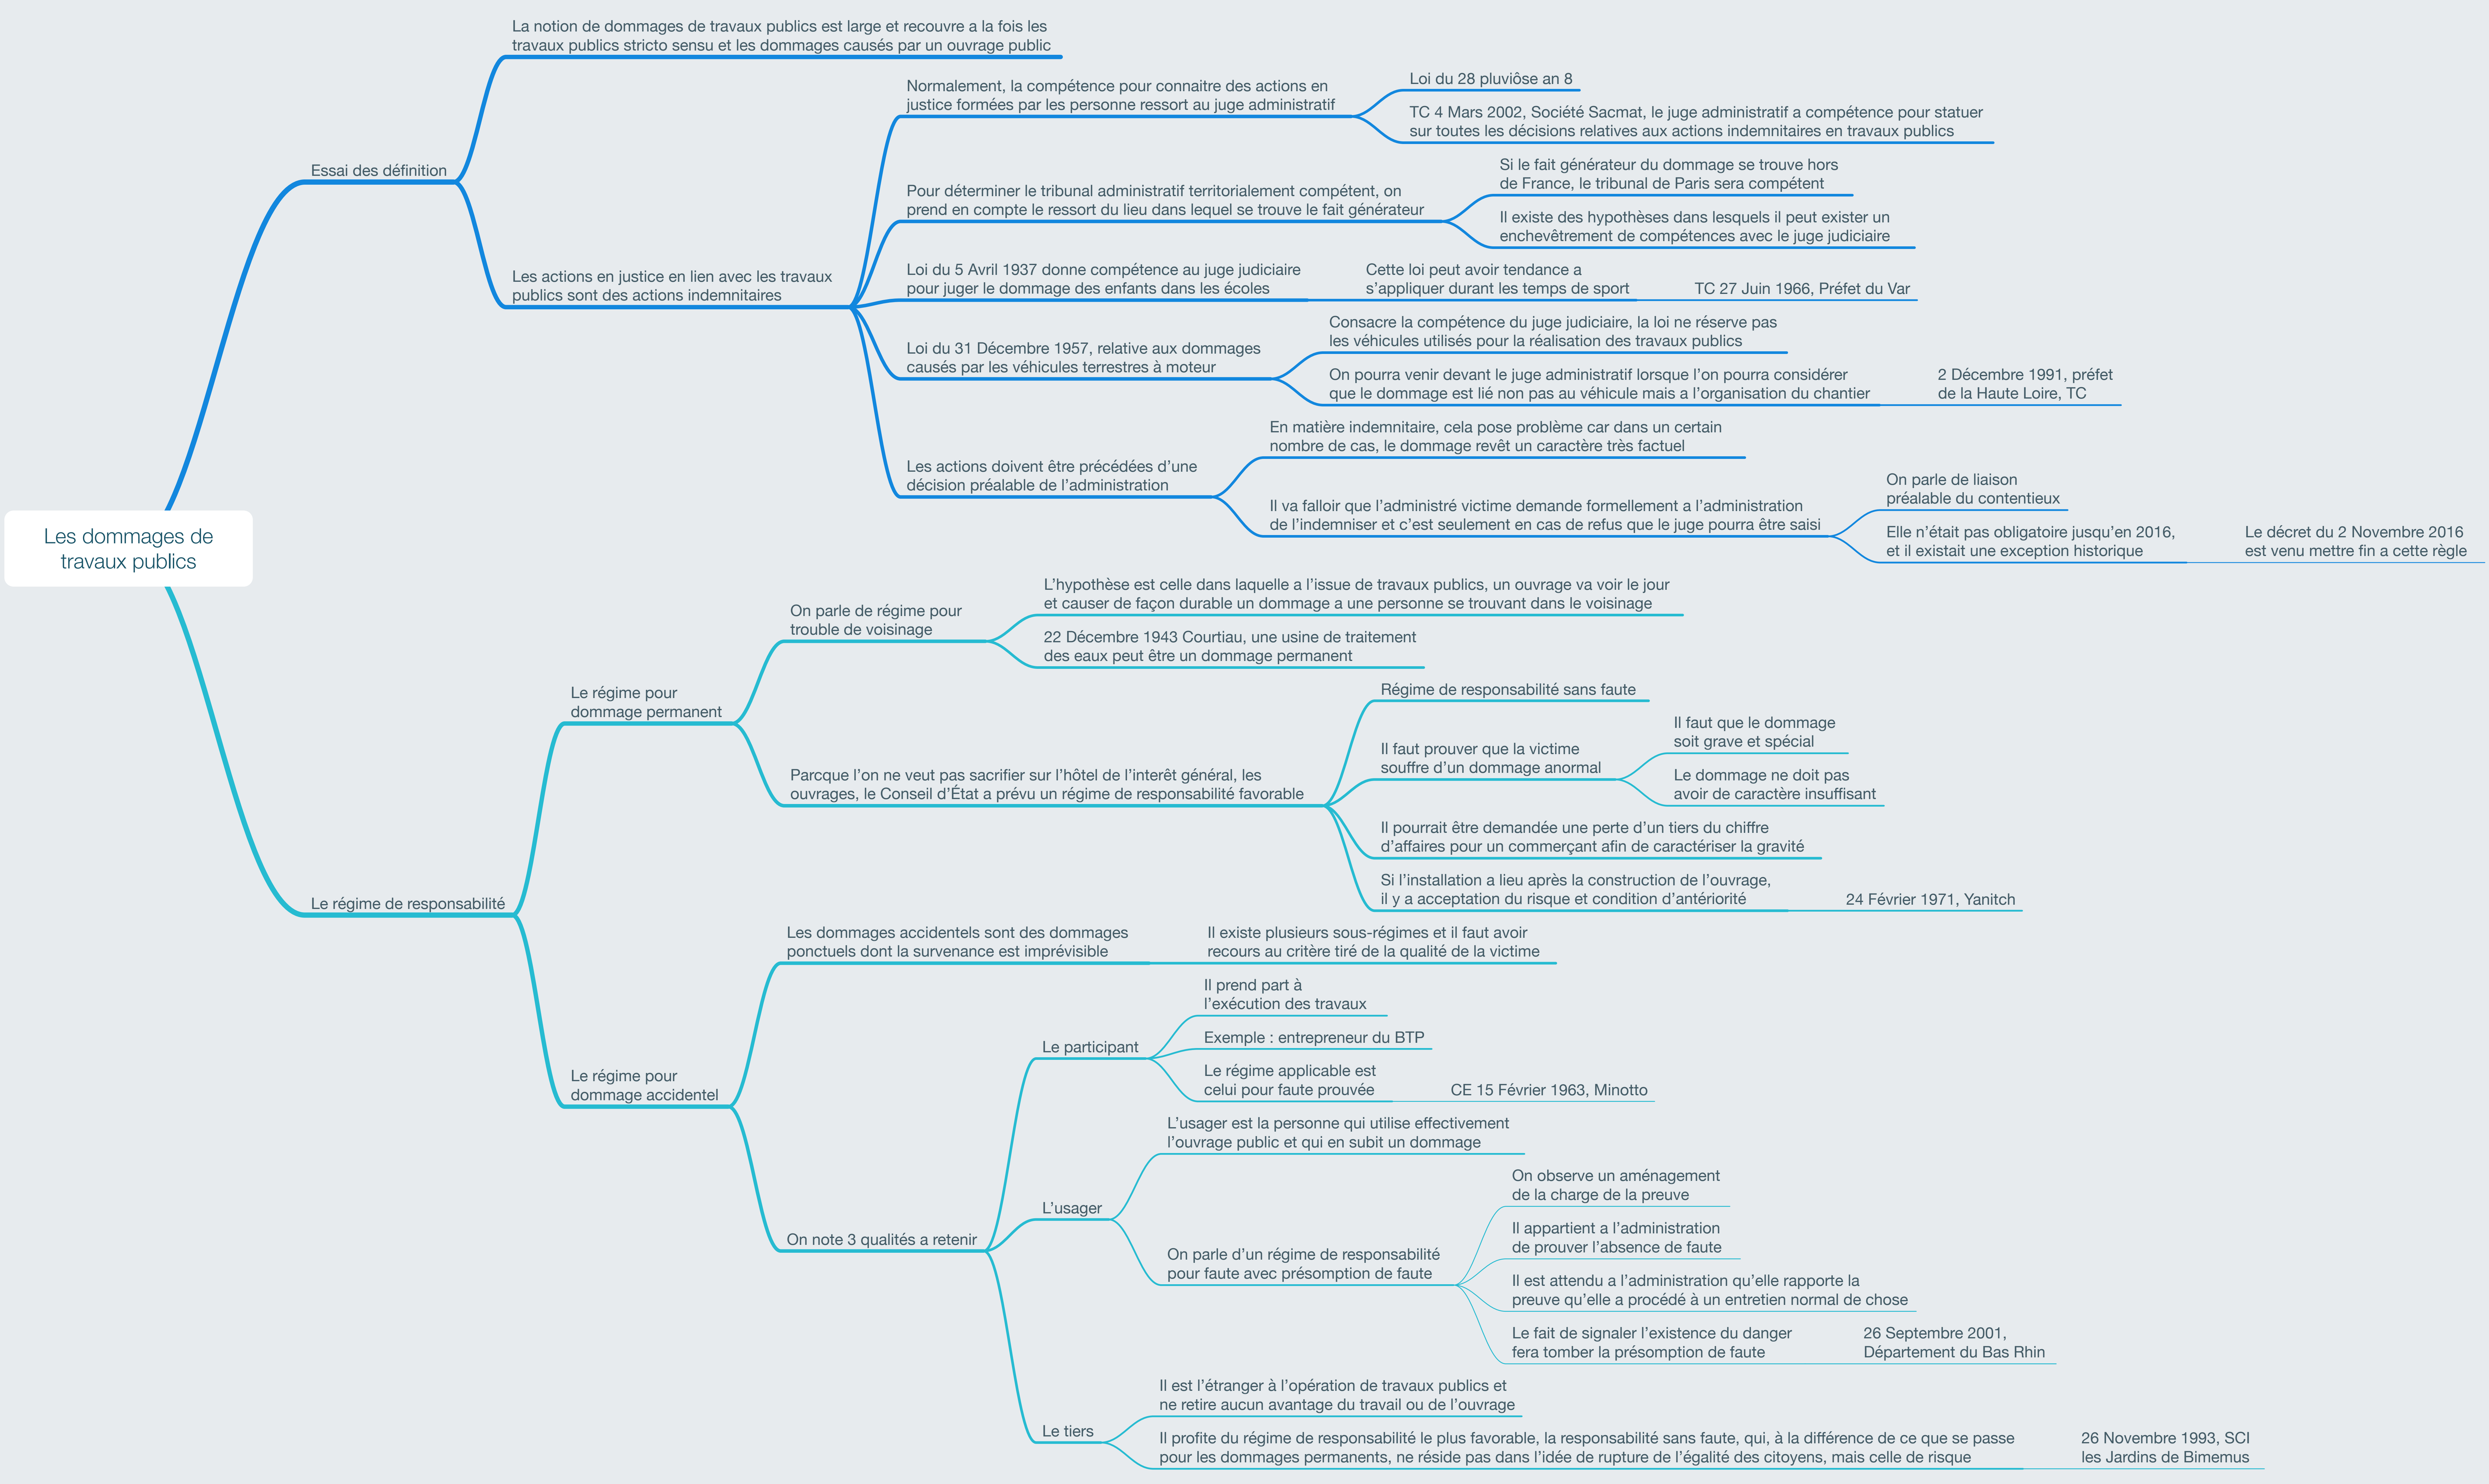 Les dommages de
travaux publics
Essai des définition
La notion de dommages de travaux publics est large et recouvre a la fois les
travaux publics stricto sensu et les dommages causés par un ouvrage public
Les actions en justice en lien avec les travaux
publics sont des actions indemnitaires
Normalement, la compétence pour connaitre des actions en
justice formées par les personne ressort au juge administratif
Loi du 28 pluviôse an 8
TC 4 Mars 2002, Société Sacmat, le juge administratif a compétence pour statuer
sur toutes les décisions relatives aux actions indemnitaires en travaux publics
Pour déterminer le tribunal administratif territorialement compétent, on
prend en compte le ressort du lieu dans lequel se trouve le fait générateur
Si le fait générateur du dommage se trouve hors
de France, le tribunal de Paris sera compétent
Il existe des hypothèses dans lesquels il peut exister un
enchevêtrement de compétences avec le juge judiciaire
Loi du 5 Avril 1937 donne compétence au juge judiciaire
pour juger le dommage des enfants dans les écoles
Cette loi peut avoir tendance a
s’appliquer durant les temps de sport
TC 27 Juin 1966, Préfet du Var
Loi du 31 Décembre 1957, relative aux dommages
causés par les véhicules terrestres à moteur
Consacre la compétence du juge judiciaire, la loi ne réserve pas
les véhicules utilisés pour la réalisation des travaux publics
On pourra venir devant le juge administratif lorsque l’on pourra considérer
que le dommage est lié non pas au véhicule mais a l’organisation du chantier
2 Décembre 1991, préfet
de la Haute Loire, TC
Les actions doivent être précédées d’une
décision préalable de l’administration
En matière indemnitaire, cela pose problème car dans un certain
nombre de cas, le dommage revêt un caractère très factuel
Il va falloir que l’administré victime demande formellement a l’administration
de l’indemniser et c’est seulement en cas de refus que le juge pourra être saisi
On parle de liaison
préalable du contentieux
Elle n’était pas obligatoire jusqu’en 2016,
et il existait une exception historique
Le décret du 2 Novembre 2016
est venu mettre fin a cette règle
Le régime de responsabilité
Le régime pour
dommage permanent
On parle de régime pour
trouble de voisinage
L’hypothèse est celle dans laquelle a l’issue de travaux publics, un ouvrage va voir le jour
et causer de façon durable un dommage a une personne se trouvant dans le voisinage
22 Décembre 1943 Courtiau, une usine de traitement
des eaux peut être un dommage permanent
Parcque l’on ne veut pas sacrifier sur l’hôtel de l’interêt général, les
ouvrages, le Conseil d’État a prévu un régime de responsabilité favorable
Régime de responsabilité sans faute
Il faut prouver que la victime
souffre d’un dommage anormal
Il faut que le dommage
soit grave et spécial
Le dommage ne doit pas
avoir de caractère insuffisant
Il pourrait être demandée une perte d’un tiers du chiffre
d’affaires pour un commerçant afin de caractériser la gravité
Si l’installation a lieu après la construction de l’ouvrage,
il y a acceptation du risque et condition d’antériorité
24 Février 1971, Yanitch
Le régime pour
dommage accidentel
Les dommages accidentels sont des dommages
ponctuels dont la survenance est imprévisible
Il existe plusieurs sous-régimes et il faut avoir
recours au critère tiré de la qualité de la victime
On note 3 qualités a retenir
Le participant
Il prend part à
l’exécution des travaux
Exemple : entrepreneur du BTP
Le régime applicable est
celui pour faute prouvée
CE 15 Février 1963, Minotto
L’usager
L’usager est la personne qui utilise effectivement
l’ouvrage public et qui en subit un dommage
On parle d’un régime de responsabilité
pour faute avec présomption de faute
On observe un aménagement
de la charge de la preuve
Il appartient a l’administration
de prouver l’absence de faute
Il est attendu a l’administration qu’elle rapporte la
preuve qu’elle a procédé à un entretien normal de chose
Le fait de signaler l’existence du danger
fera tomber la présomption de faute
26 Septembre 2001,
Département du Bas Rhin
Le tiers
Il est l’étranger à l’opération de travaux publics et
ne retire aucun avantage du travail ou de l’ouvrage
Il profite du régime de responsabilité le plus favorable, la responsabilité sans faute, qui, à la différence de ce que se passe
pour les dommages permanents, ne réside pas dans l’idée de rupture de l’égalité des citoyens, mais celle de risque
26 Novembre 1993, SCI
les Jardins de Bimemus